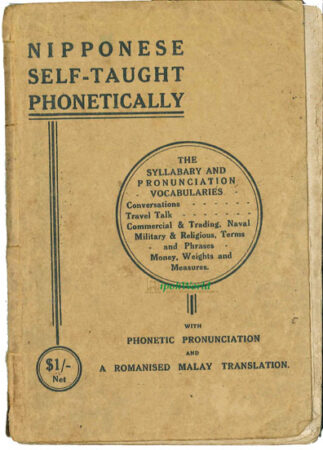 NIPPONESE
SELF-TAUGHT
PHONETICALLY
THE
SYLLABARY AND
PRONUNCIATION
VOCABULARIES
Conversations - - - - - -
Travel Talk - - - - - - -
Commercial & Trading, Naval
Military & Religious, Terms
and Phrases
Money, Weights and
Measures.
ipohWorld
WITH
PHONETIC PRONUNCIATION
AND
A ROMANISED MALAY TRANSLATION.
$1/-
Net